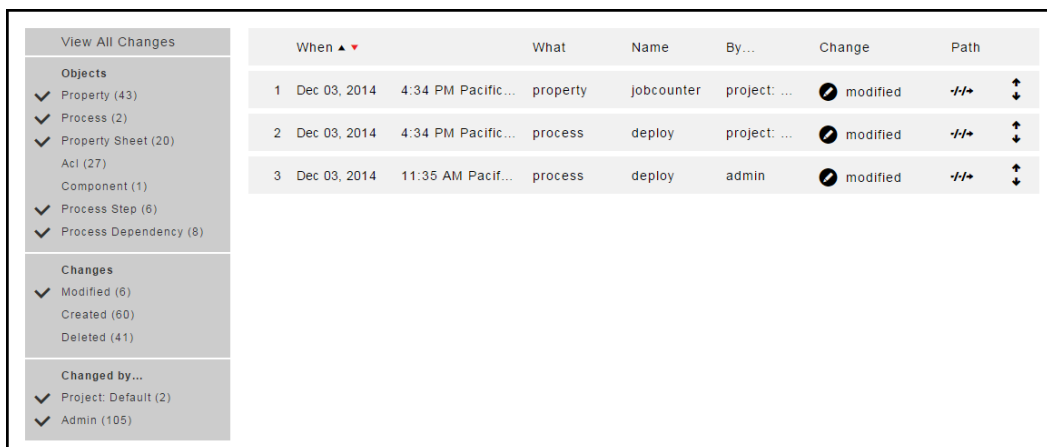 View All Changes
Objects
Property (43)
Process (2)
Property Sheet (20)
Acl (27)
Component (1)
Process Step (6)
Process Dependency (8)
Changes
Modified (6)
Created (60)
Deleted (41)
Changed by...
Project: Default (2)
Admin (105)
When What Name By... Change Path
1 Dec 03, 2014 4:34 PM Pacific... property jobcounter project: ... modified -/-/→
2 Dec 03, 2014 4:34 PM Pacific... process deploy project: ... modified -/-/→
3 Dec 03, 2014 11:35 AM Pacif... process deploy admin modified -/-/→